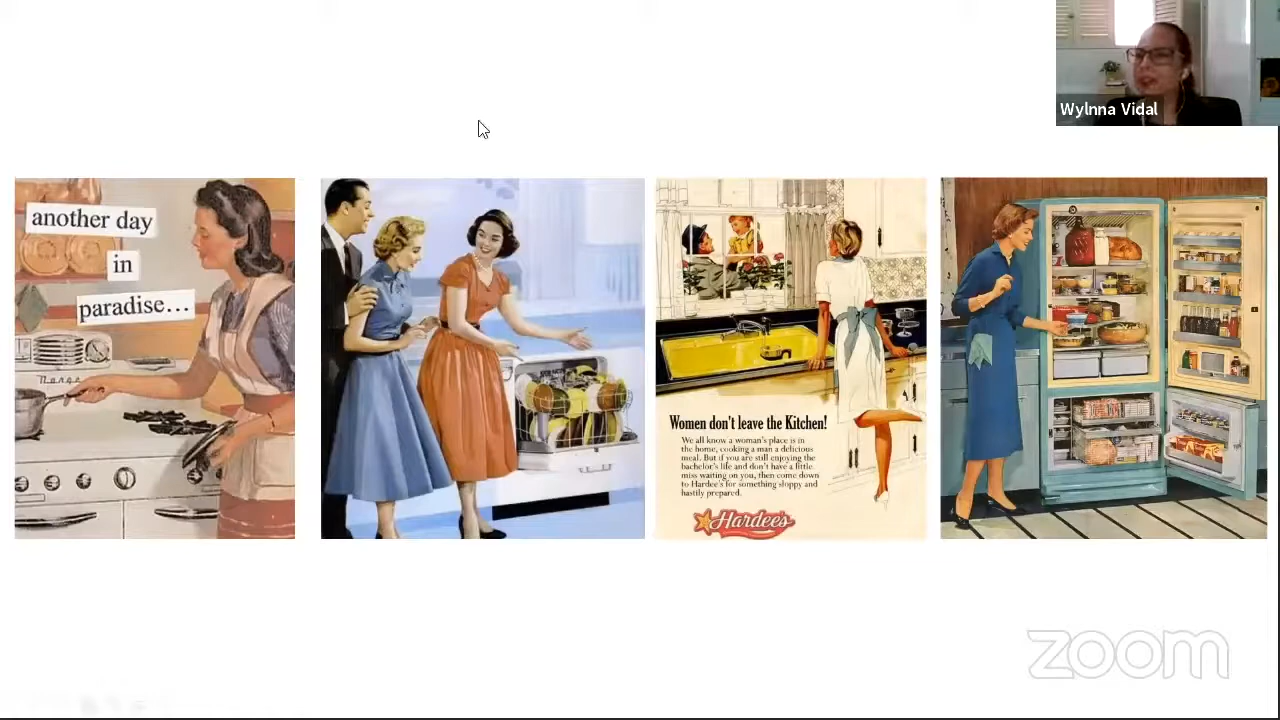 Wylnna Vidal
another day
in
paradise...
Norge
Women don't leave the Kitchen!
We all know a woman's place is in
the home, cooking a man a delicious
meal. But if you are still enjoying the
bachelor's life and don't have a little
miss waiting on you, then come down
to Hardee's for something sloppy and
hastily prepared.
Hardee's
zoom